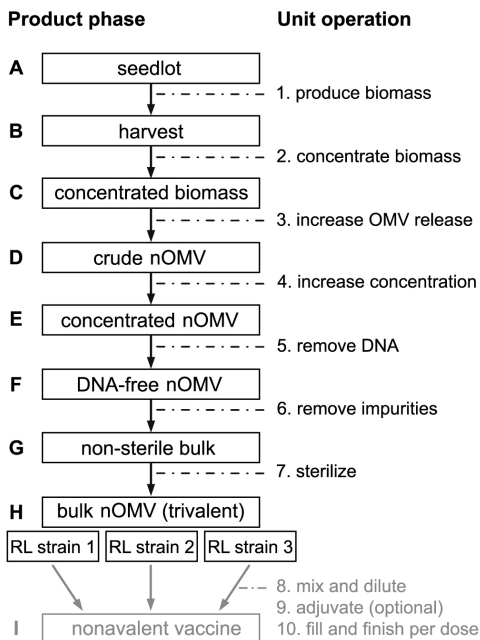 Product phase Unit operation
A seedlot
1. produce biomass
B harvest
2. concentrate biomass
C concentrated biomass
3. increase OMV release
D crude nOMV
4. increase concentration
E concentrated nOMV
5. remove DNA
F DNA-free nOMV
6. remove impurities
G non-sterile bulk
7. sterilize
H bulk nOMV (trivalent)
RL strain 1 RL strain 2 RL strain 3
8. mix and dilute
9. adjuvate (optional)
I nonavalent vaccine 10. fill and finish per dose